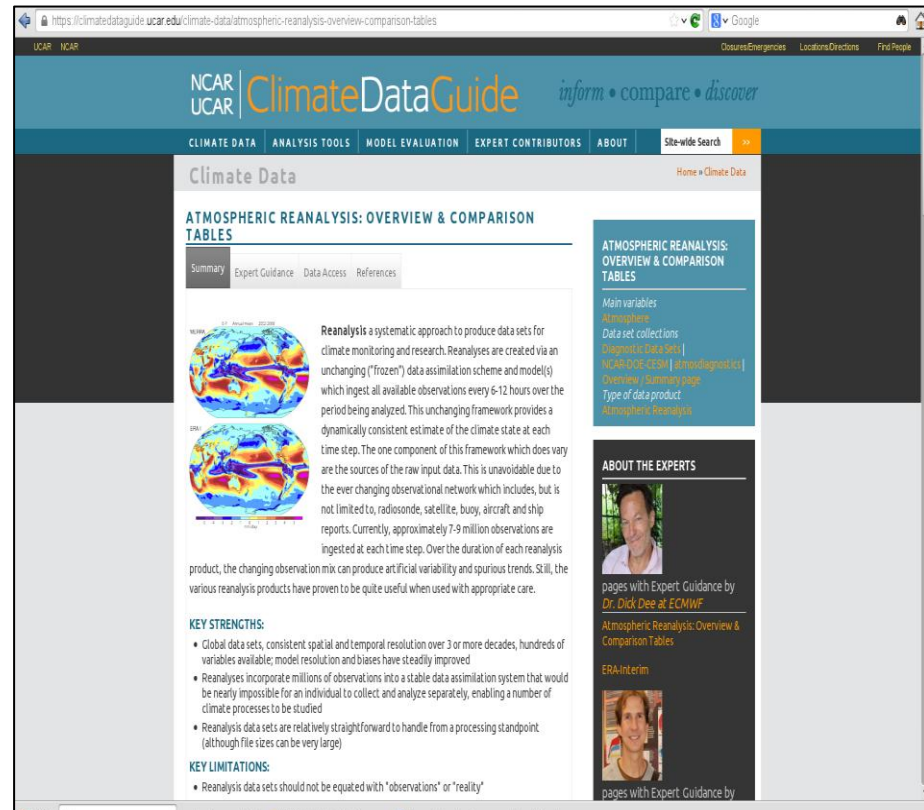 https://climatedataguide.ucar.edu/climate-data/atmospheric-reanalysis-overview-comparison-tables
Google
UCAR NCAR
Closures/Emergencies Locations/Directions Find People
NCAR
UCAR
ClimateDataGuide
inform • compare • discover
CLIMATE DATA ANALYSIS TOOLS MODEL EVALUATION EXPERT CONTRIBUTORS ABOUT
Site-wide Search >>
Climate Data
Home » Climate Data
ATMOSPHERIC REANALYSIS: OVERVIEW & COMPARISON
TABLES
Summary Expert Guidance Data Access References
Reanalysis a systematic approach to produce data sets for
climate monitoring and research. Reanalyses are created via an
unchanging ("frozen") data assimilation scheme and model(s)
which ingest all available observations every 6-12 hours over the
period being analyzed. This unchanging framework provides a
dynamically consistent estimate of the climate state at each
time step. The one component of this framework which does vary
are the sources of the raw input data. This is unavoidable due to
the ever changing observational network which includes, but is
not limited to, radiosonde, satellite, buoy, aircraft and ship
reports. Currently, approximately 7-9 million observations are
ingested at each time step. Over the duration of each reanalysis
product, the changing observation mix can produce artificial variability and spurious trends. Still, the
various reanalysis products have proven to be quite useful when used with appropriate care.
KEY STRENGTHS:
• Global data sets, consistent spatial and temporal resolution over 3 or more decades, hundreds of
variables available; model resolution and biases have steadily improved
• Reanalyses incorporate millions of observations into a stable data assimilation system that would
be nearly impossible for an individual to collect and analyze separately, enabling a number of
climate processes to be studied
• Reanalysis data sets are relatively straightforward to handle from a processing standpoint
(although file sizes can be very large)
KEY LIMITATIONS:
• Reanalysis data sets should not be equated with "observations" or "reality"
ATMOSPHERIC REANALYSIS:
OVERVIEW & COMPARISON
TABLES
Main variables
Atmosphere
Data set collections
Diagnostic Data Sets |
NCAR-DOE-CESM | atmosdiagnostics |
Overview / Summary page
Type of data product
Atmospheric Reanalysis
ABOUT THE EXPERTS
pages with Expert Guidance by
Dr. Dick Dee at ECMWF
Atmospheric Reanalysis: Overview &
Comparison Tables
ERA-Interim
pages with Expert Guidance by